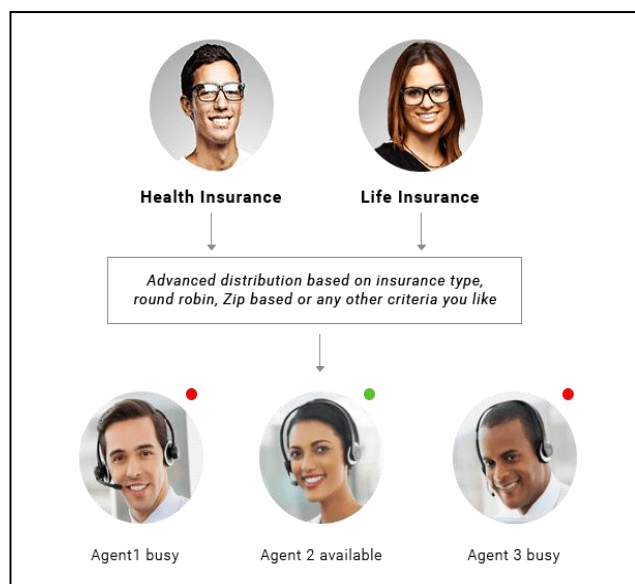 Health Insurance
Life Insurance
Advanced distribution based on insurance type,
round robin, Zip based or any other criteria you like
Agent1 busy
Agent 2 available
Agent 3 busy